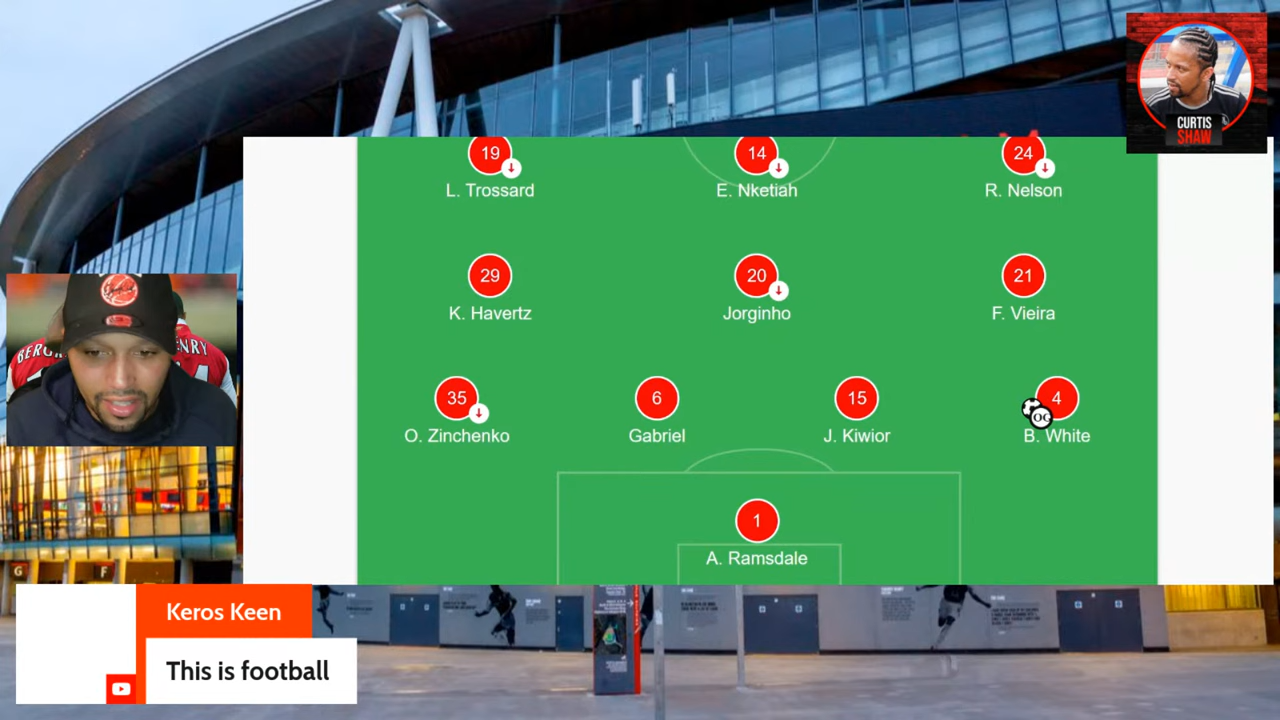 CURTIS
SHAW
19
L. Trossard
14
E. Nketiah
24
R. Nelson
29
K. Havertz
20
Jorginho
21
F. Vieira
35
O. Zinchenko
6
Gabriel
15
J. Kiwior
4
OG
B. White
1
A. Ramsdale
G
F
Keros Keen
This is football